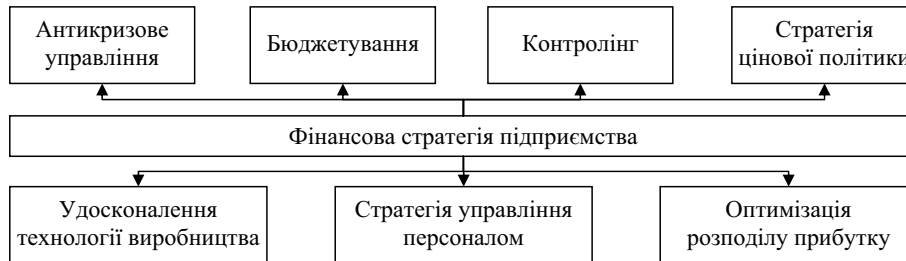 Антикризове
управління
Бюджетування
Контролінг
Стратегія
цінової політики
Фінансова стратегія підприємства
Удосконалення
технології виробництва
Стратегія управління
персоналом
Оптимізація
розподілу прибутку